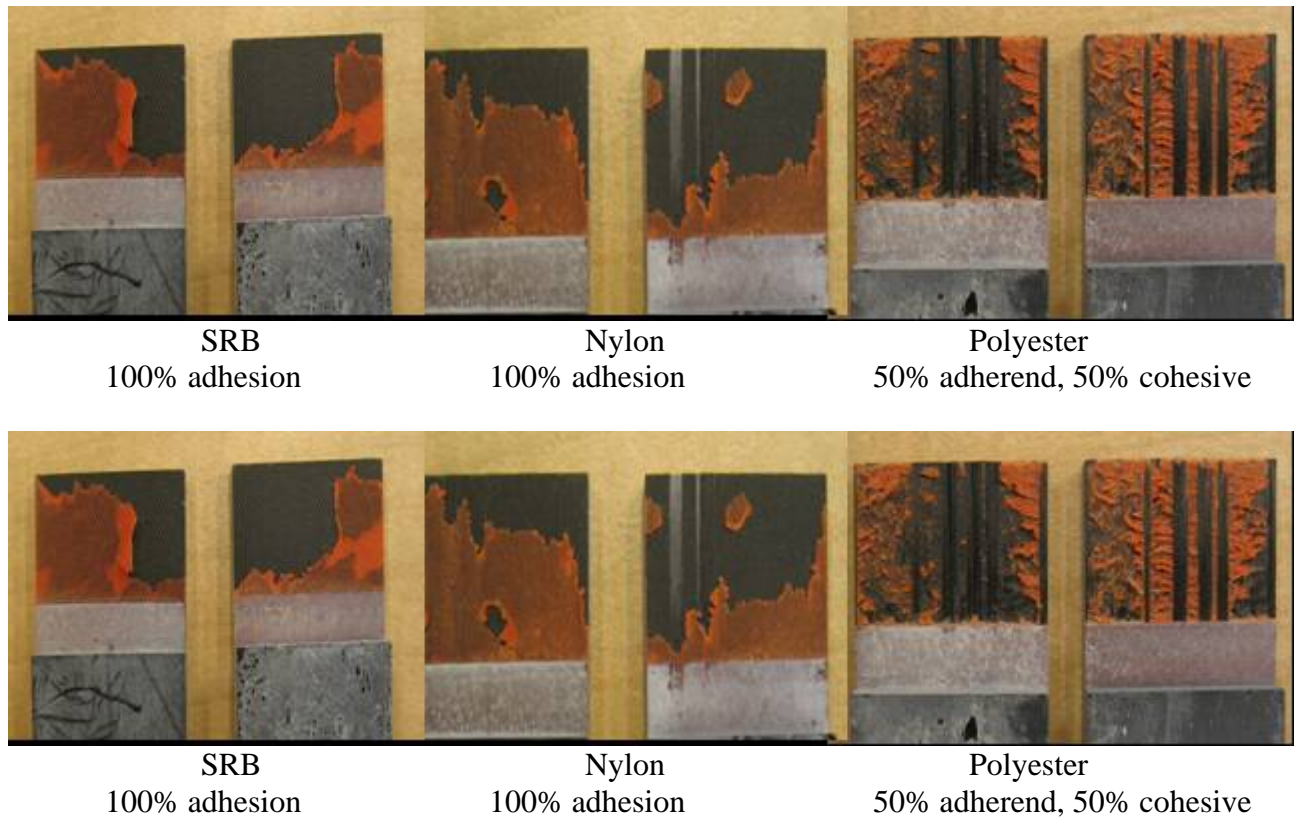 SRB
Nylon
Polyester
100% adhesion
100% adhesion
50% adherend, 50% cohesive
SRB
Nylon
Polyester
100% adhesion
100% adhesion
50% adherend, 50% cohesive